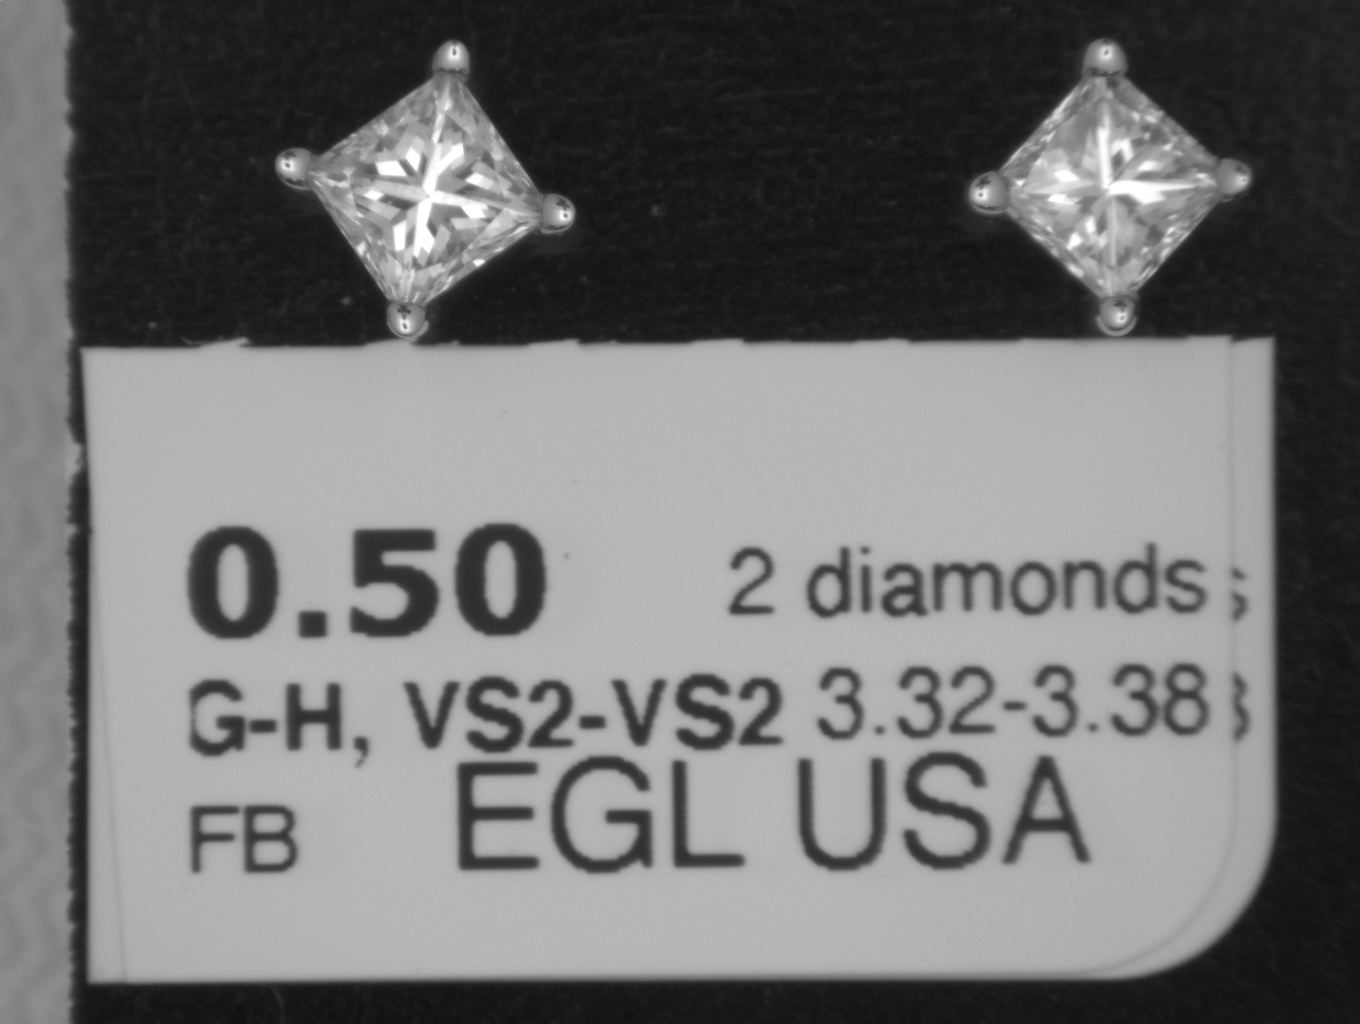 0.50 2 diamonds
G-H, VS2-VS2 3.32-3.38
FB EGL USA